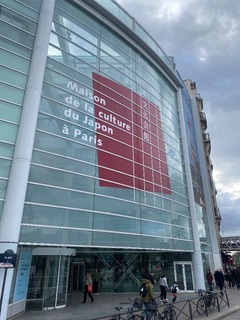 Maison
de la culture
du Japon
à Paris